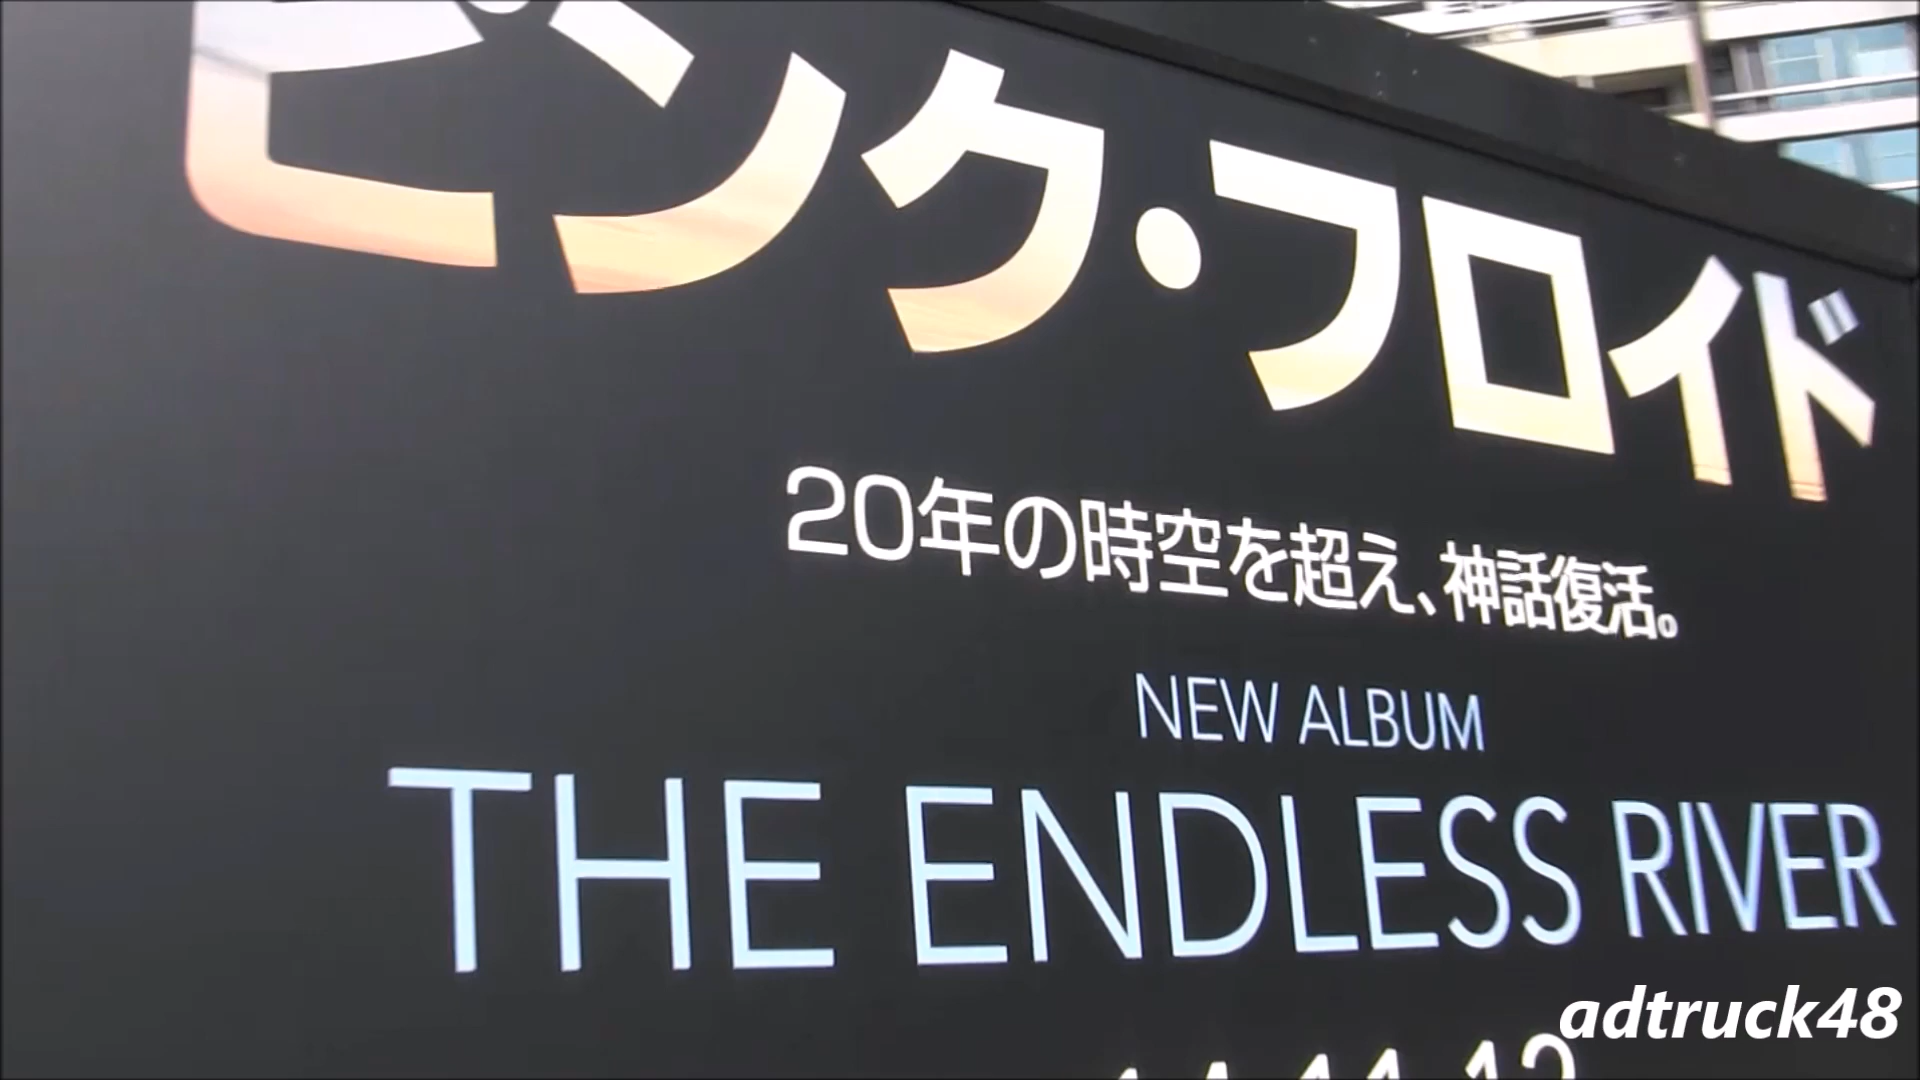 ピンク・フロイド
20年の時空を超え、神話復活。
NEW ALBUM
THE ENDLESS RIVER
adtruck48